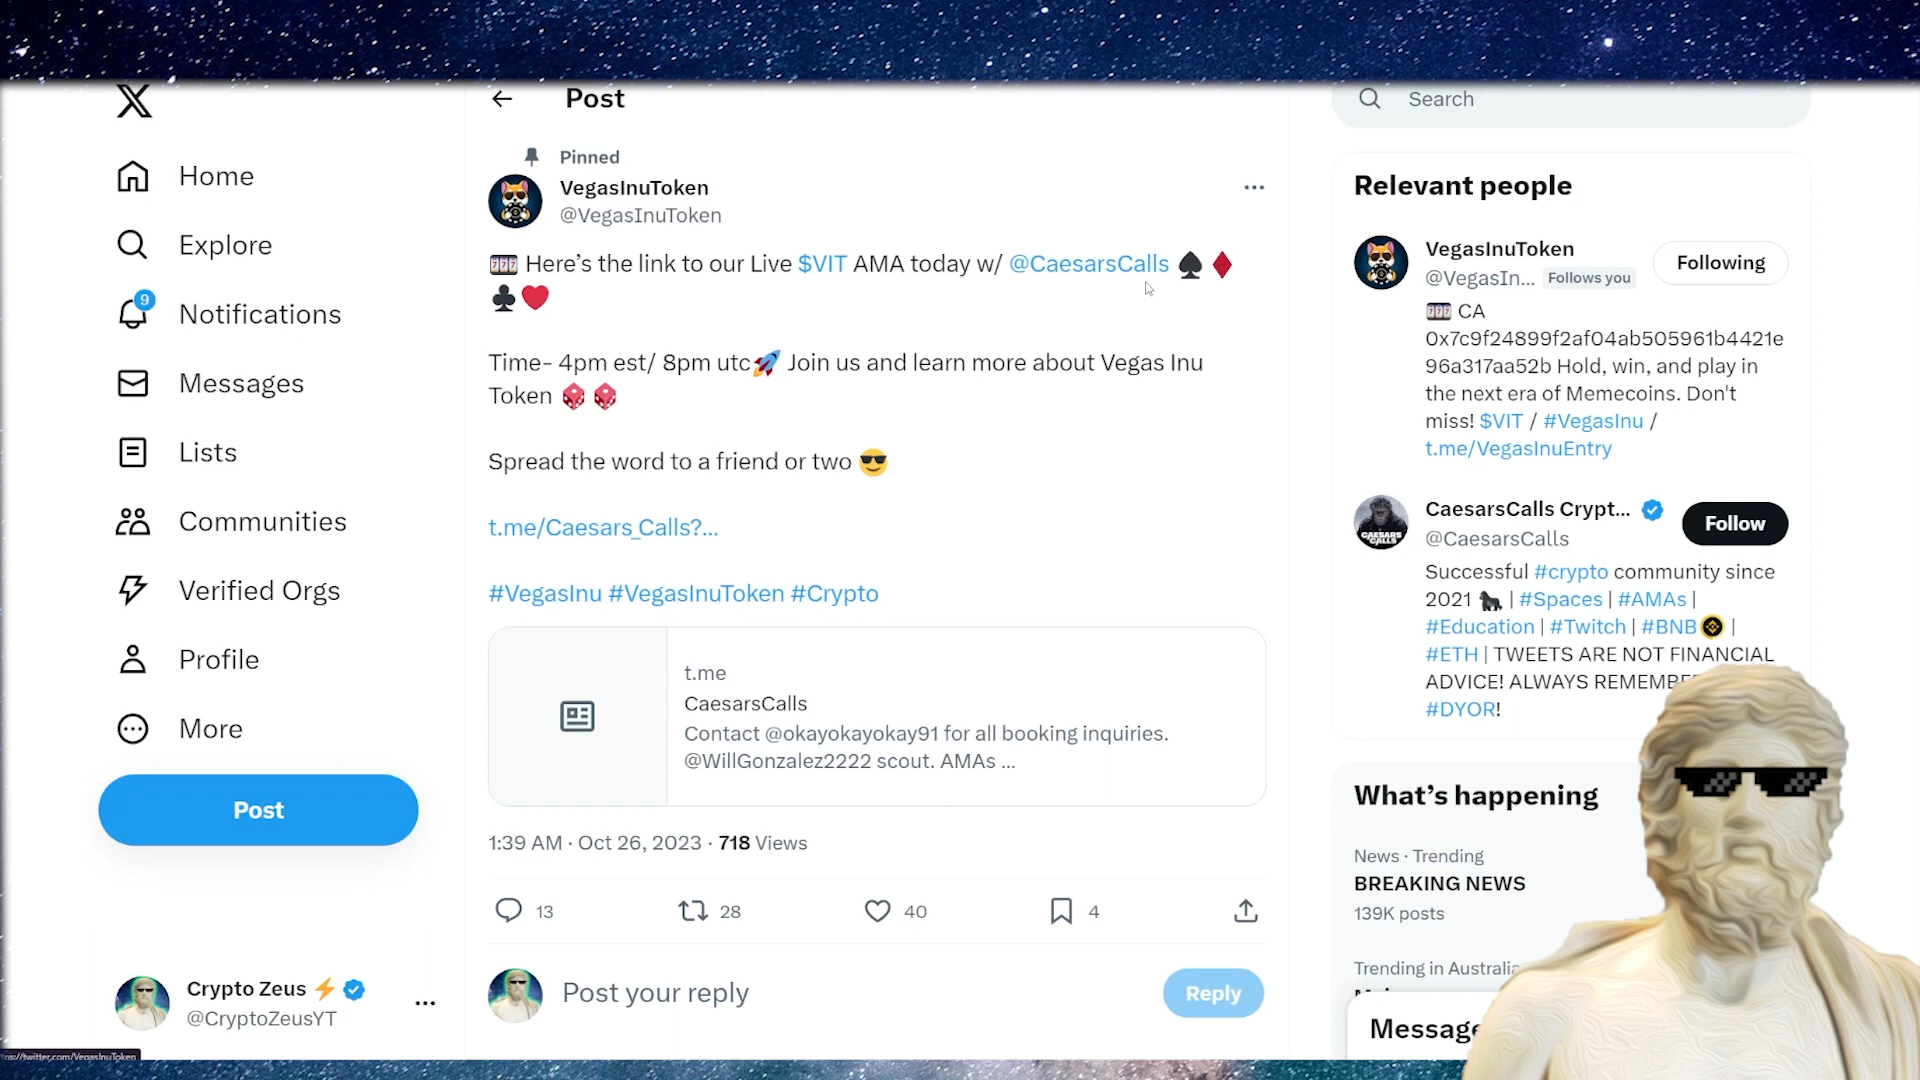 Home
Explore
9
Notifications
Messages
Lists
Communities
Verified Orgs
Profile
More
Post
Crypto Zeus
@CryptoZeusYT
Post
Pinned
VegasInuToken
@VegasInuToken
Here's the link to our Live $VIT AMA today w/ @CaesarsCalls
Time- 4pm est/ 8pm utc Join us and learn more about Vegas Inu
Token
Spread the word to a friend or two
t.me/Caesars_Calls?...
#VegasInu #VegasInuToken #Crypto
t.me
CaesarsCalls
Contact @okayokayokay91 for all booking inquiries.
@WillGonzalez2222 scout. AMAs ...
1:39 AM · Oct 26, 2023 · 718 Views
13
28
40
4
Post your reply
Reply
Search
Relevant people
VegasInuToken
@VegasIn... Follows you
Following
CA
0x7c9f24899f2af04ab505961b4421e
96a317aa52b Hold, win, and play in
the next era of Memecoins. Don't
miss! $VIT / #VegasInu /
t.me/VegasInuEntry
CaesarsCalls Crypt...
@CaesarsCalls
Follow
CAESARS
CALLS
Successful #crypto community since
2021 | #Spaces | #AMAs |
#Education | #Twitch | #BNB |
#ETH | TWEETS ARE NOT FINANCIAL
ADVICE! ALWAYS
#DYOR!
What's happening
News · Trending
BREAKING NEWS
139K posts
Trending in Australia
Message
twitter.com/VegasInuToken